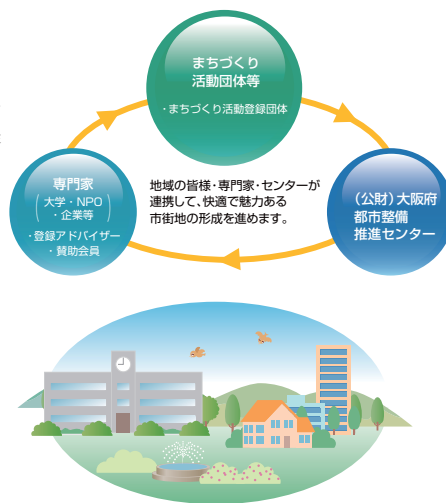 まちづくり
活動団体等
・まちづくり活動登録団体
専門家
(大学・NPO
・企業等)
・登録アドバイザー
・賛助会員
地域の皆様・専門家・センターが
連携して、快適で魅力ある
市街地の形成を進めます。
(公財)大阪府
都市整備
推進センター